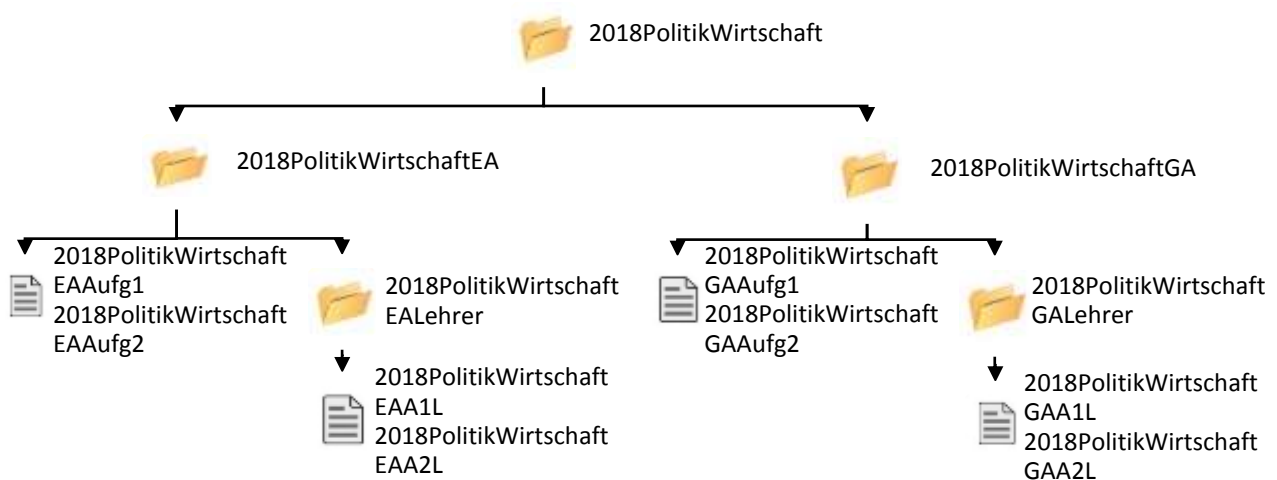 2018PolitikWirtschaft
2018PolitikWirtschaftEA
2018PolitikWirtschaftGA
2018PolitikWirtschaft
EAAufg1
2018PolitikWirtschaft
EAAufg2
2018PolitikWirtschaft
EALehrer
2018PolitikWirtschaft
EAA1L
2018PolitikWirtschaft
EAA2L
2018PolitikWirtschaft
GAAufg1
2018PolitikWirtschaft
GAAufg2
2018PolitikWirtschaft
GALehrer
2018PolitikWirtschaft
GAA1L
2018PolitikWirtschaft
GAA2L